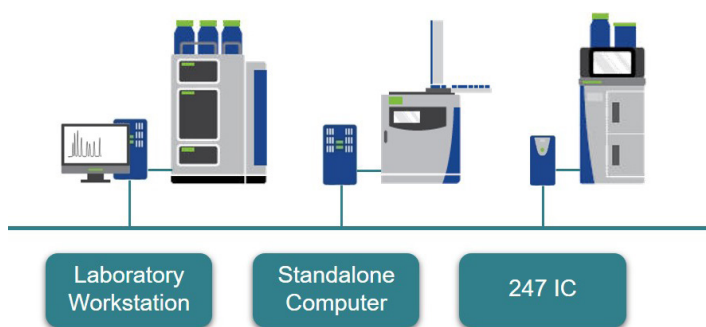 Laboratory
Workstation
Standalone
Computer
247 IC